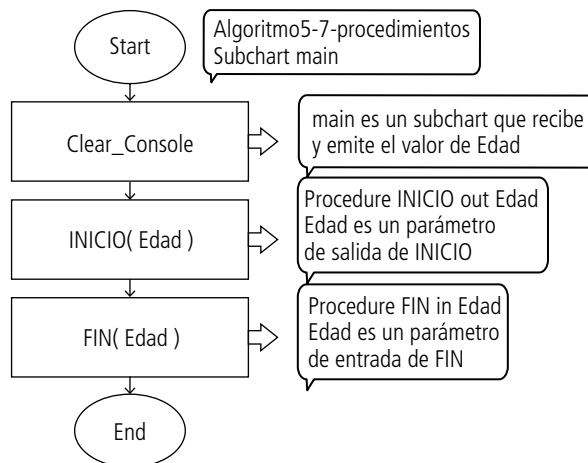 Start
Algoritmo5-7-procedimientos
Subchart main
Clear_Console
main es un subchart que recibe
y emite el valor de Edad
INICIO( Edad )
Procedure INICIO out Edad
Edad es un parámetro
de salida de INICIO
FIN( Edad )
Procedure FIN in Edad
Edad es un parámetro
de entrada de FIN
End